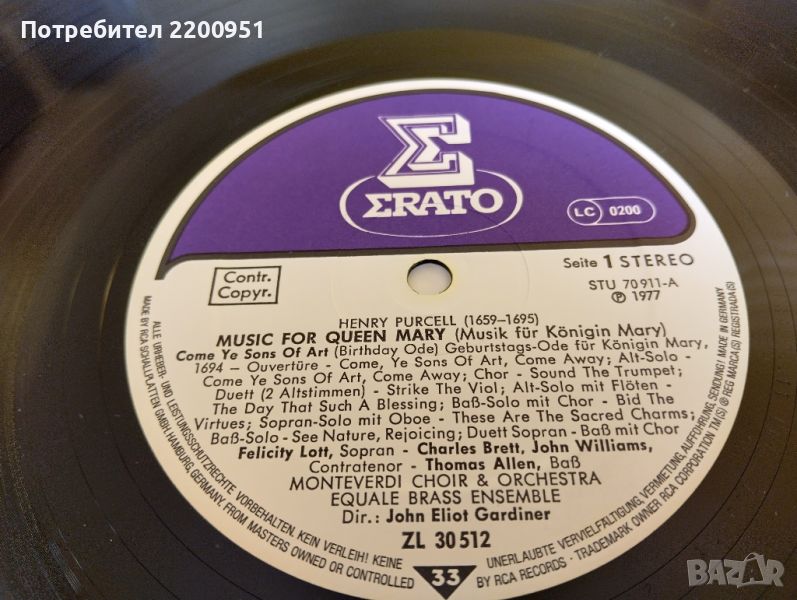 Потребител 2200951
Σ
ΣRATO
LC 0200
Contr.
Copyr.
Seite 1 STEREO
STU 70911-A
℗ 1977
HENRY PURCELL (1659–1695)
MUSIC FOR QUEEN MARY (Musik für Königin Mary)
Come Ye Sons Of Art (Birthday Ode) Geburtstags-Ode für Königin Mary,
1694 – Ouvertüre - Come, Ye Sons Of Art, Come Away; Alt-Solo -
Come Ye Sons Of Art, Come Away; Chor - Sound The Trumpet;
Duett (2 Altstimmen) - Strike The Viol; Alt-Solo mit Flöten -
The Day That Such A Blessing; Baß-Solo mit Chor - Bid The
Virtues; Sopran-Solo mit Oboe - These Are The Sacred Charms;
Baß-Solo - See Nature, Rejoicing; Duett Sopran - Baß mit Chor
Felicity Lott, Sopran - Charles Brett, John Williams,
Contratenor - Thomas Allen, Baß
MONTEVERDI CHOIR & ORCHESTRA
EQUALE BRASS ENSEMBLE
Dir.: John Eliot Gardiner
ZL 30512
33
ALLE URHEBER- UND LEISTUNGSSCHUTZRECHTE VORBEHALTEN. KEIN VERLEIH! KEINE
UNERLAUBTE VERVIELFÄLTIGUNG, VERMIETUNG, AUFFÜHRUNG, SENDUNG! MADE IN GERMANY
MADE BY RCA SCHALLPLATTEN GMBH, HAMBURG, GERMANY. FROM MASTERS OWNED OR CONTROLLED
BY RCA RECORDS · TRADEMARK OWNER RCA CORPORATION TM(S) ® REG MARCA(S) REGISTRADA(S)
BAZAR